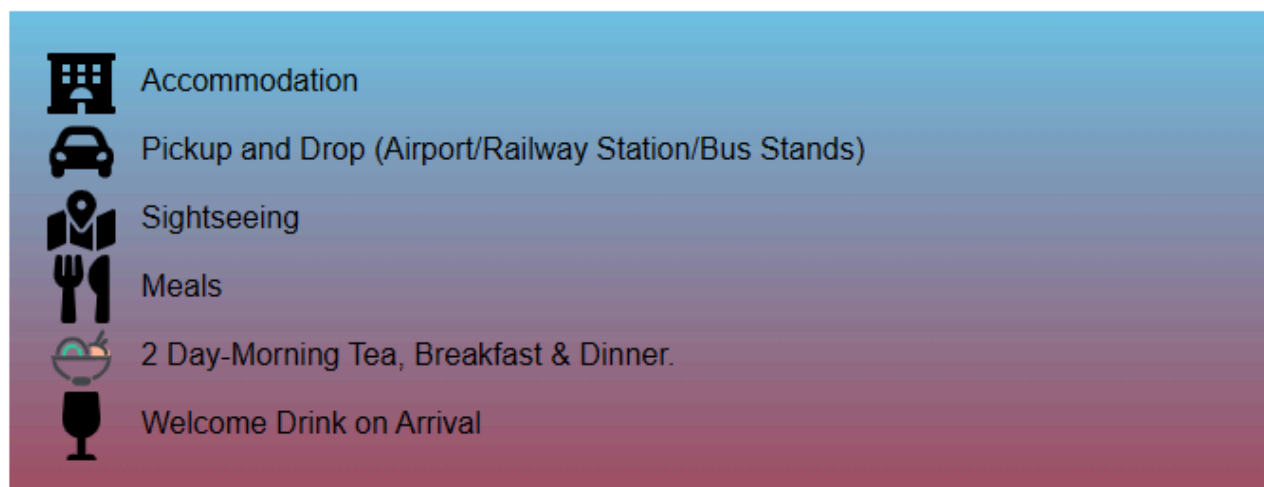 Accommodation
Pickup and Drop (Airport/Railway Station/Bus Stands)
Sightseeing
Meals
2 Day-Morning Tea, Breakfast & Dinner.
Welcome Drink on Arrival